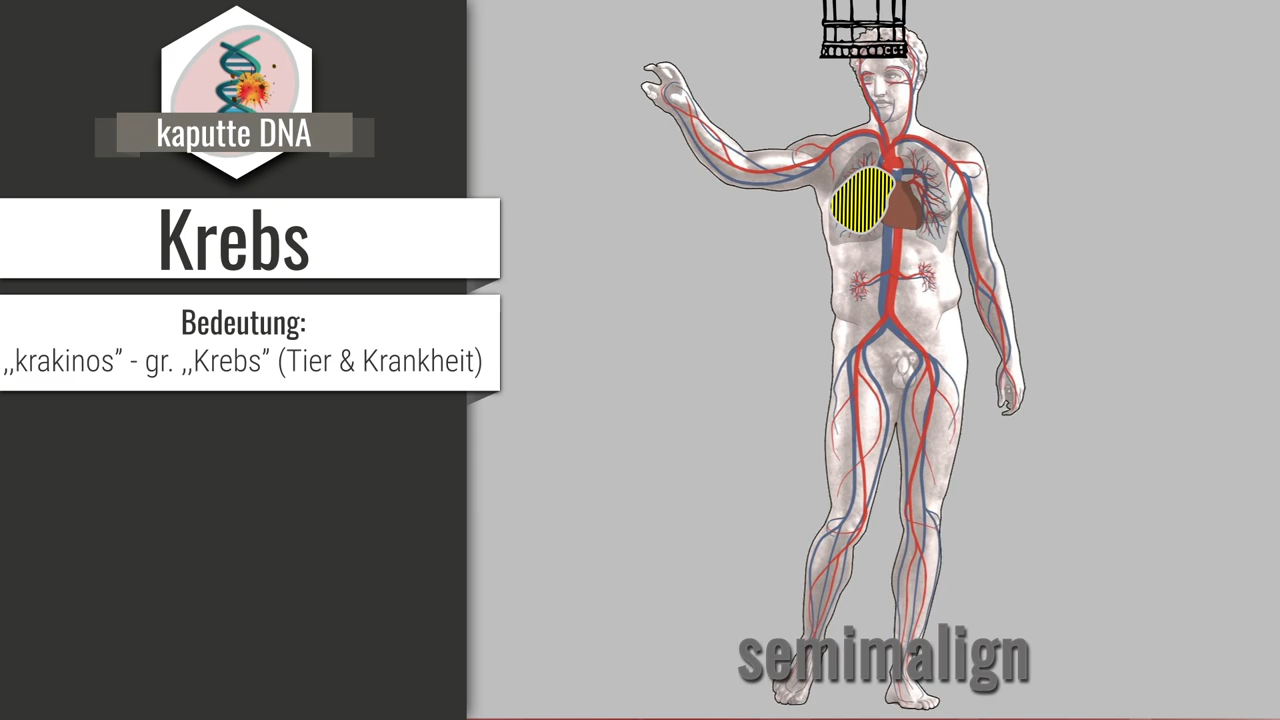 kaputte DNA
Krebs
Bedeutung:
,,krakinos” - gr. ,,Krebs” (Tier & Krankheit)
semimalign